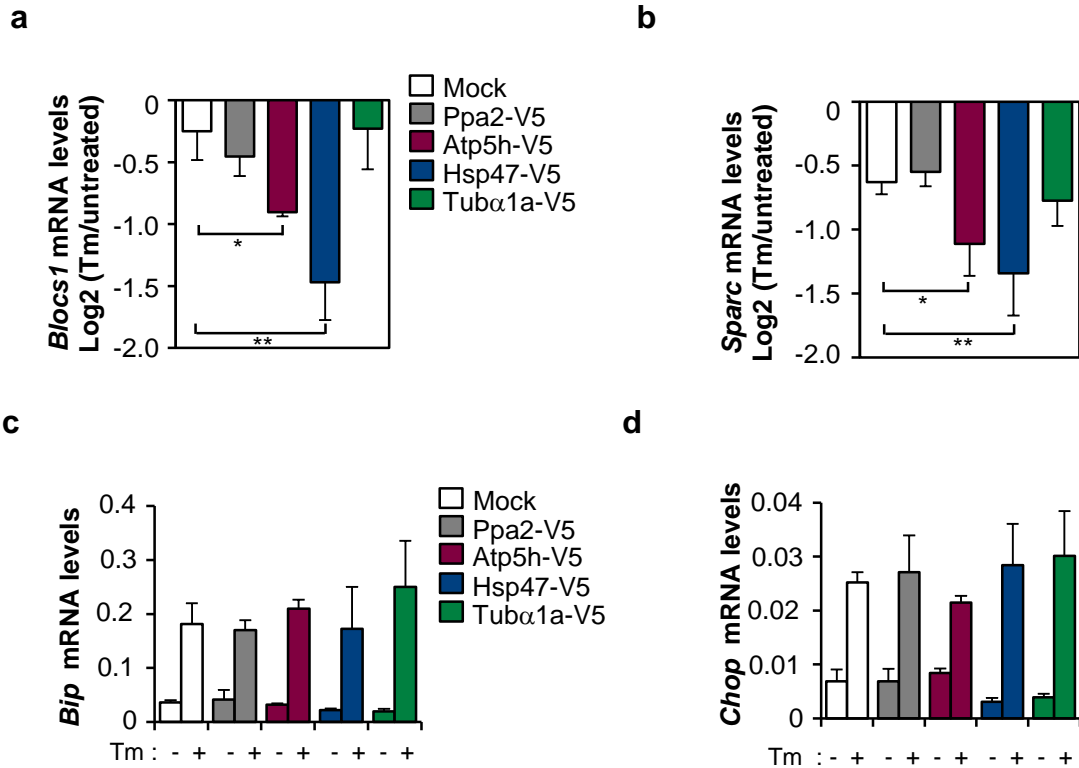 a
Blocs1 mRNA levels
Log2 (Tm/untreated)
0
-0.5
-1.0
-1.5
-2.0
*
**
Mock
Ppa2-V5
Atp5h-V5
Hsp47-V5
Tubα1a-V5
b
Sparc mRNA levels
Log2 (Tm/untreated)
0
-0.5
-1.0
-1.5
-2.0
*
**
c
Bip mRNA levels
0.4
0.3
0.2
0.1
0
Tm : - + - + - + - + - +
Mock
Ppa2-V5
Atp5h-V5
Hsp47-V5
Tubα1a-V5
d
Chop mRNA levels
0.04
0.03
0.02
0.01
0
Tm : - + - + - + - + - +